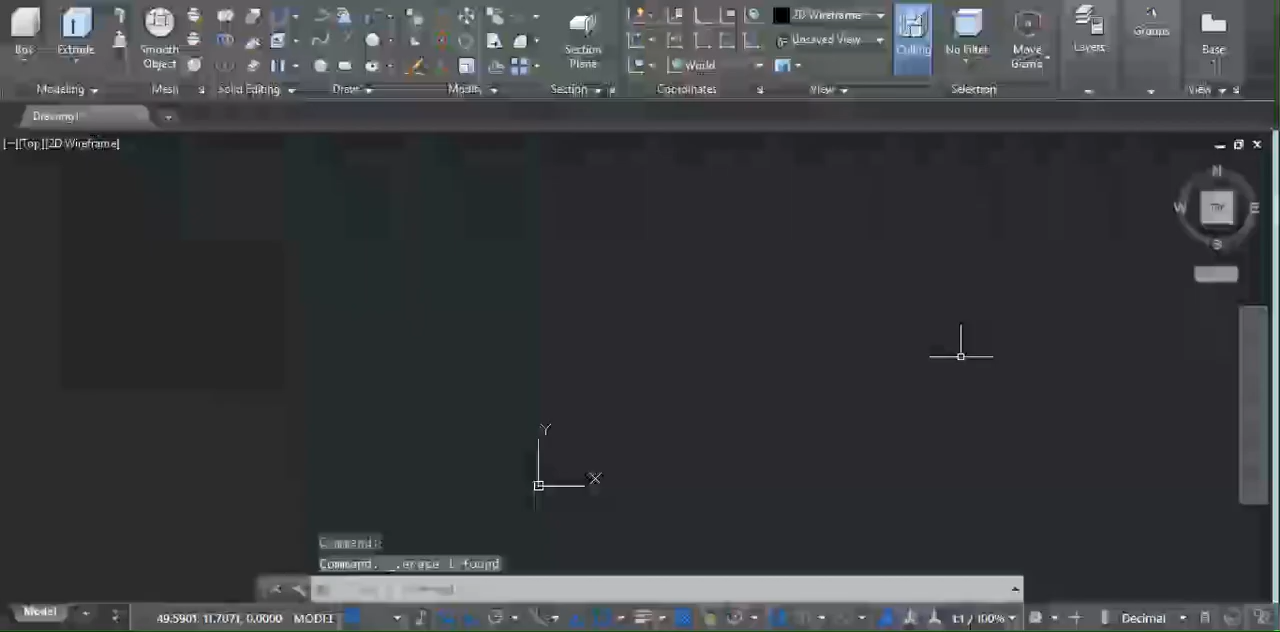 Box
Extrude
Smooth
Object
Section
Plane
2D Wireframe
Unsaved View
World
Culling
No Filter
Move
Gizmo
Layers
Groups
Base
Modeling
Mesh
Solid Editing
Draw
Modify
Section
Coordinates
View
Selection
View
Drawing1
[−][Top][2D Wireframe]
N
W
E
S
Y
X
Command:
Command: _.erase 1 found
Model
49.5901, 11.7071, 0.0000
MODEL
1:1 / 100%
Decimal